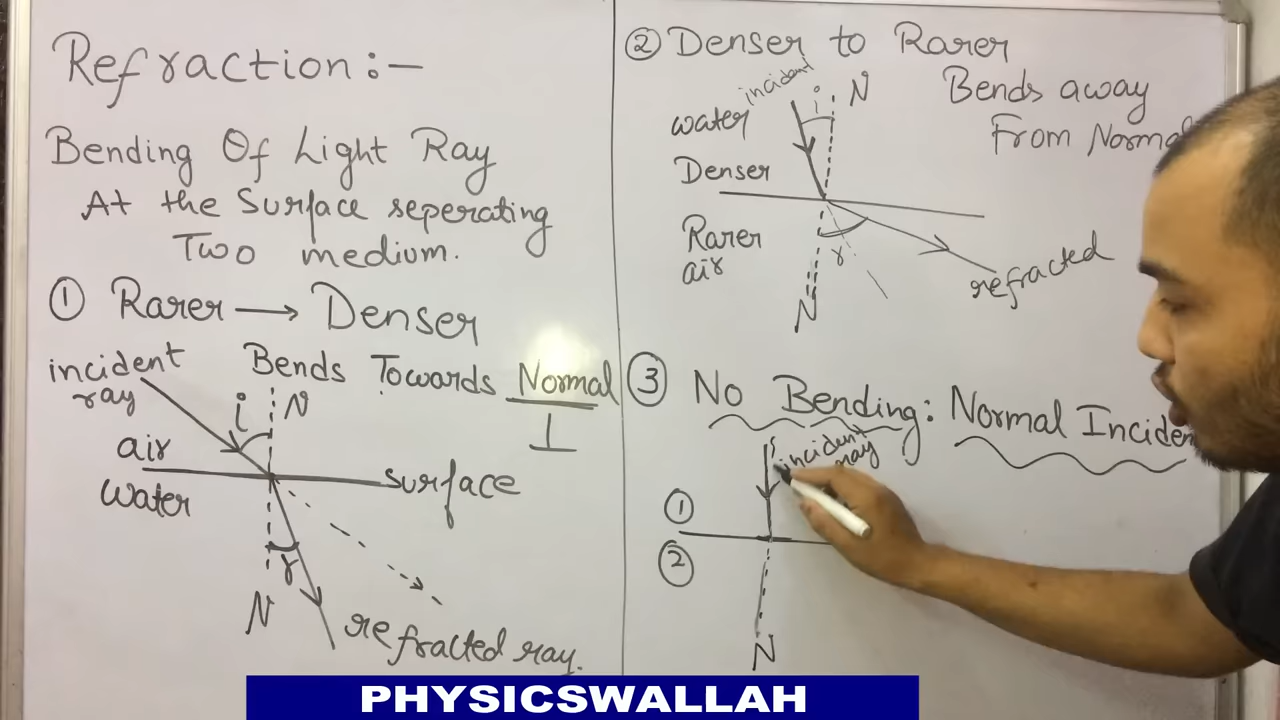 Refraction:-
Bending Of Light Ray
At the Surface seperating
Two medium.
① Rarer → Denser
Bends Towards Normal
⊥
incident
ray
i
N
air
surface
water
r
N
refracted ray.
② Denser to Rarer
Bends away
From Normal
incident
i
N
water
Denser
Rarer
air
r
N
refracted
③ No Bending: Normal Inciden
incident
ray
①
②
N
PHYSICSWALLAH